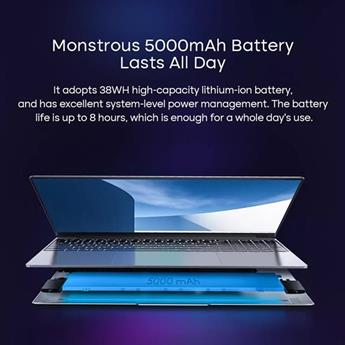 Monstrous 5000mAh Battery
Lasts All Day
It adopts 38WH high-capacity lithium-ion battery,
and has excellent system-level power management. The battery
life is up to 8 hours, which is enough for a whole day's use.
5000 mAh